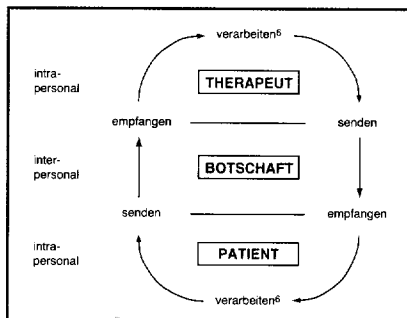 verarbeiten⁶
intra-
personal
THERAPEUT
empfangen
senden
inter-
personal
BOTSCHAFT
senden
empfangen
intra-
personal
PATIENT
verarbeiten⁶